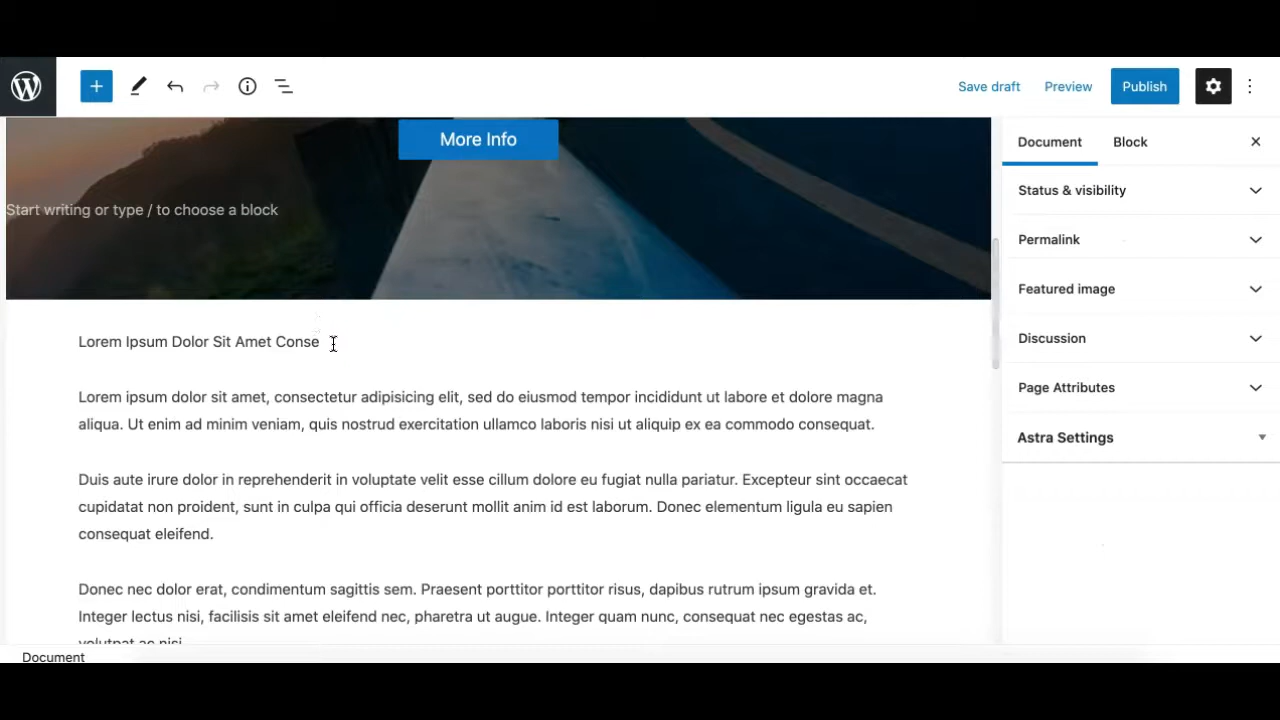 Save draft
Preview
Publish
More Info
Start writing or type / to choose a block
Lorem Ipsum Dolor Sit Amet Conse
Lorem ipsum dolor sit amet, consectetur adipisicing elit, sed do eiusmod tempor incididunt ut labore et dolore magna
aliqua. Ut enim ad minim veniam, quis nostrud exercitation ullamco laboris nisi ut aliquip ex ea commodo consequat.
Duis aute irure dolor in reprehenderit in voluptate velit esse cillum dolore eu fugiat nulla pariatur. Excepteur sint occaecat
cupidatat non proident, sunt in culpa qui officia deserunt mollit anim id est laborum. Donec elementum ligula eu sapien
consequat eleifend.
Donec nec dolor erat, condimentum sagittis sem. Praesent porttitor porttitor risus, dapibus rutrum ipsum gravida et.
Integer lectus nisi, facilisis sit amet eleifend nec, pharetra ut augue. Integer quam nunc, consequat nec egestas ac,
volutpat ac nisi.
Document
Block
Status & visibility
Permalink
Featured image
Discussion
Page Attributes
Astra Settings
Document